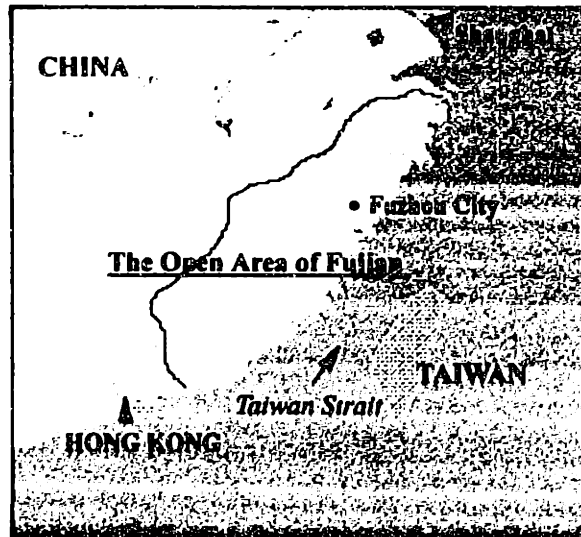 Shanghai
CHINA
Fuzhou City
The Open Area of Fujian
TAIWAN
Taiwan Strait
HONG KONG